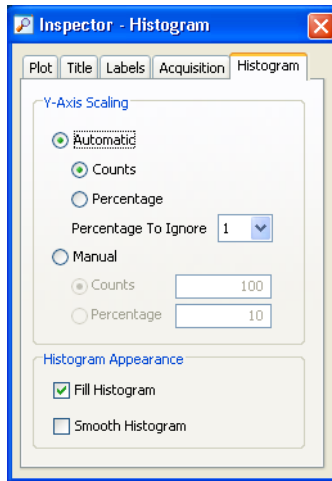 Inspector - Histogram
Plot Title Labels Acquisition Histogram
Y-Axis Scaling
Automatic
Counts
Percentage
Percentage To Ignore 1
Manual
Counts 100
Percentage 10
Histogram Appearance
Fill Histogram
Smooth Histogram